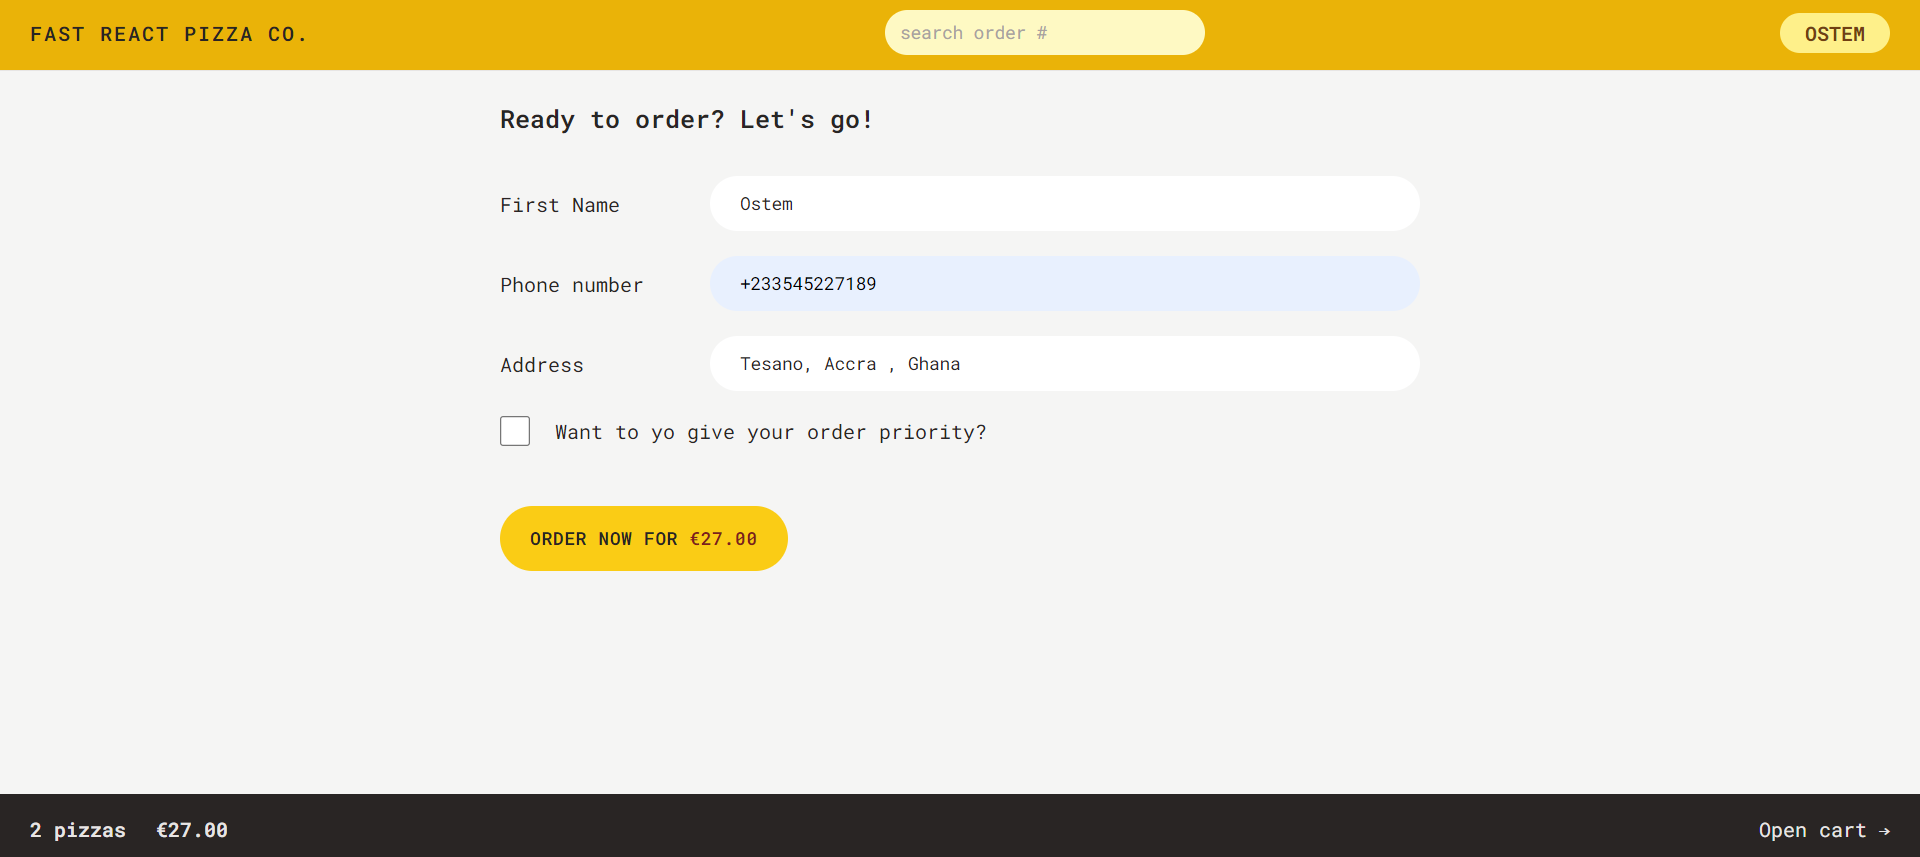 FAST REACT PIZZA CO.
search order #
OSTEM
Ready to order? Let's go!
First Name
Ostem
Phone number
+233545227189
Address
Tesano, Accra , Ghana
Want to yo give your order priority?
ORDER NOW FOR €27.00
2 pizzas €27.00
Open cart →